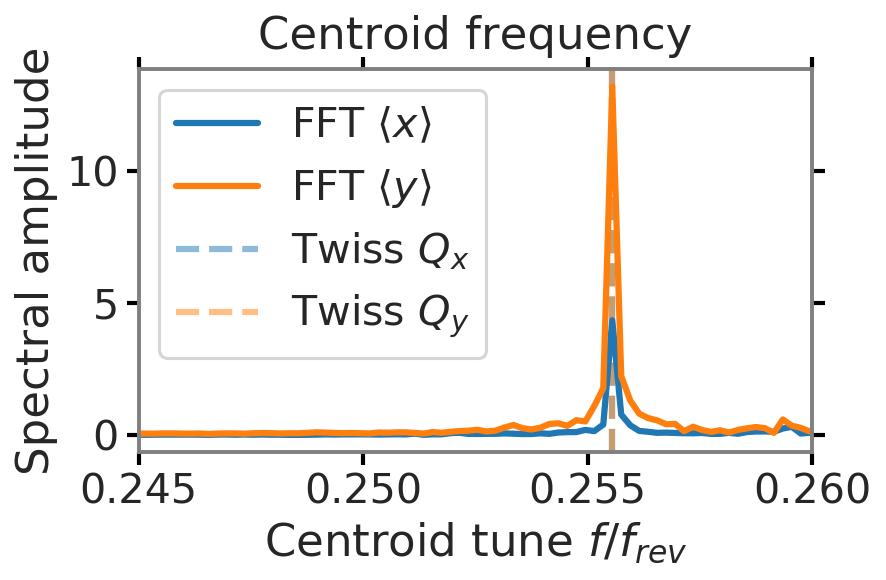 Centroid frequency
Spectral amplitude
10
5
0
FFT ⟨x⟩
FFT ⟨y⟩
Twiss Qₓ
Twiss Q_y
0.245 0.250 0.255 0.260
Centroid tune f/f_rev